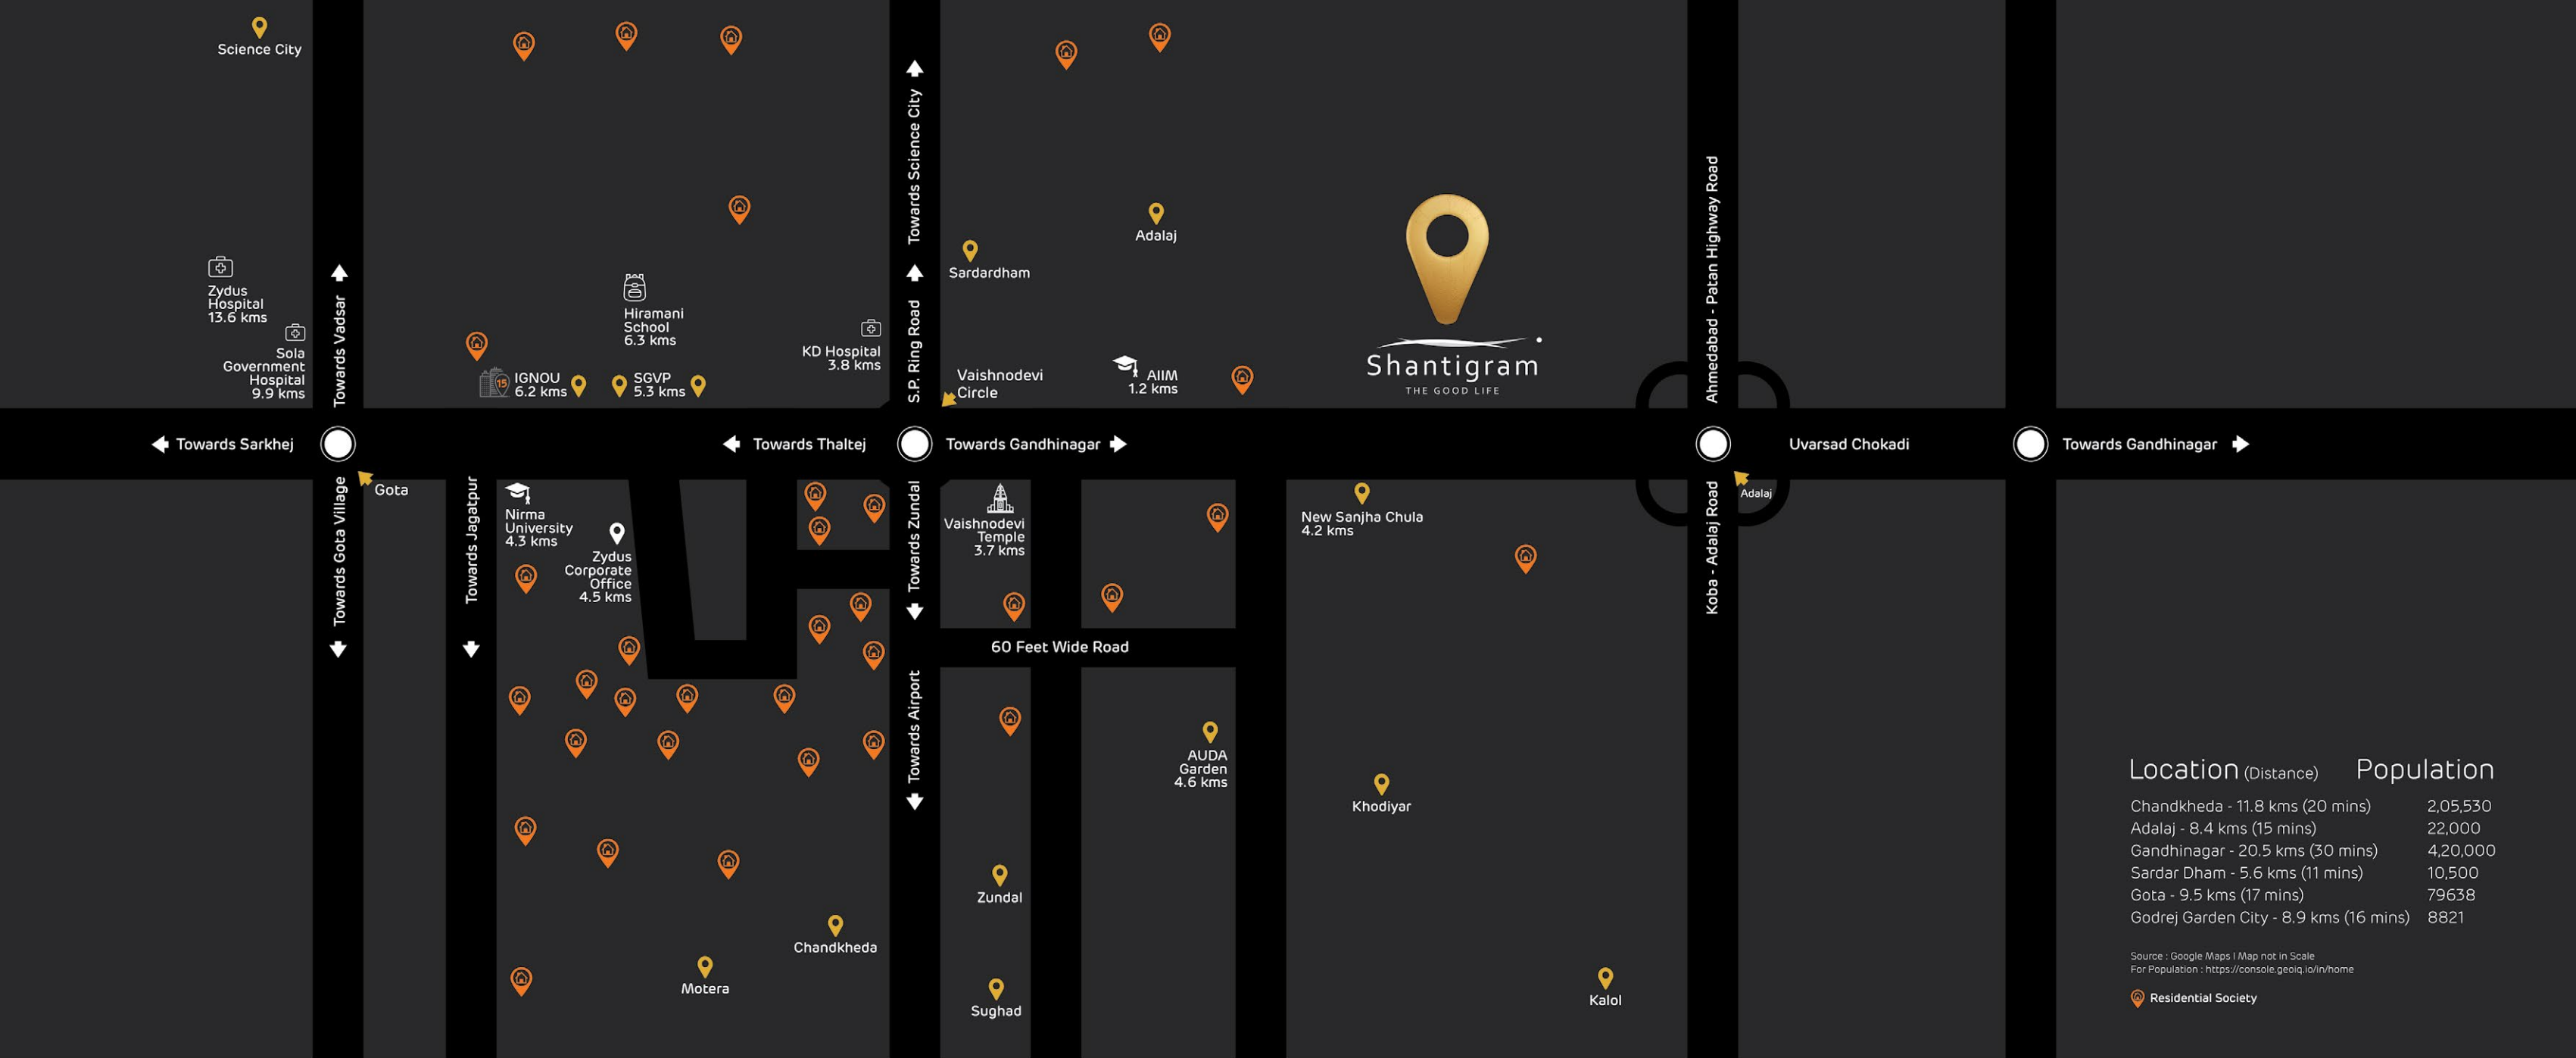 Science City
Towards Science City
Ahmedabad - Patan Highway Road
Adalaj
Sardardham
Zydus
Hospital
13.6 kms
Sola
Government
Hospital
9.9 kms
Towards Vadsar
Hiramani
School
6.3 kms
IGNOU
6.2 kms
15
SGVP
5.3 kms
KD Hospital
3.8 kms
S.P. Ring Road
Vaishnodevi
Circle
AIIM
1.2 kms
Shantigram
THE GOOD LIFE
Towards Sarkhej
Towards Thaltej
Towards Gandhinagar
Uvarsad Chokadi
Towards Gandhinagar
Gota
Towards Gota Village
Towards Jagatpur
Nirma
University
4.3 kms
Zydus
Corporate
Office
4.5 kms
Towards Zundal
Vaishnodevi
Temple
3.7 kms
New Sanjha Chula
4.2 kms
Koba - Adalaj Road
Adalaj
60 Feet Wide Road
Towards Airport
AUDA
Garden
4.6 kms
Khodiyar
Zundal
Chandkheda
Motera
Sughad
Kalol
Location (Distance) Population
Chandkheda - 11.8 kms (20 mins) 2,05,530
Adalaj - 8.4 kms (15 mins) 22,000
Gandhinagar - 20.5 kms (30 mins) 4,20,000
Sardar Dham - 5.6 kms (11 mins) 10,500
Gota - 9.5 kms (17 mins) 79638
Godrej Garden City - 8.9 kms (16 mins) 8821
Source : Google Maps | Map not in Scale
For Population : https://console.geoiq.io/in/home
Residential Society